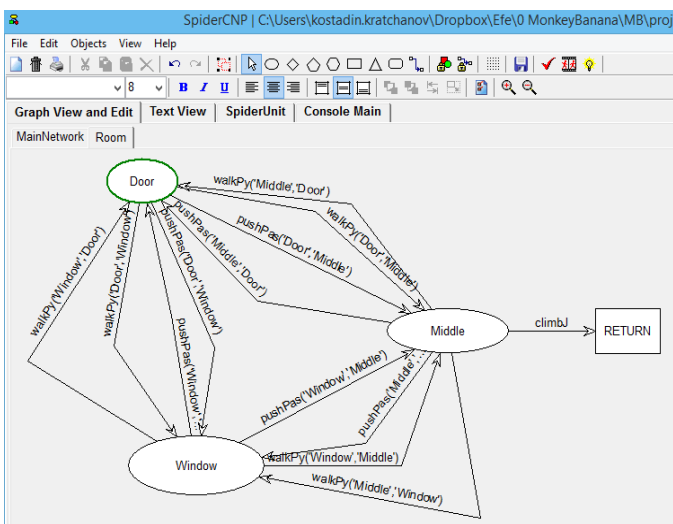 SpiderCNP | C:\Users\kostadin.kratchanov\Dropbox\Efe\0 MonkeyBanana\MB\proj
File Edit Objects View Help
8 B I U
Graph View and Edit Text View SpiderUnit Console Main
MainNetwork Room
Door
walkPy('Middle','Door')
walkPy('Door','Middle')
pushPas('Door','Middle')
pushPas('Middle','Door')
pushPas('Door','Window')
walkPy('Door','Window')
walkPy('Window','Door')
pushPas('Window',...
Middle
climbJ
RETURN
pushPas('Window','Middle')
pushPas('Middle',...
Window
walkPy('Window','Middle')
walkPy('Middle','Window')